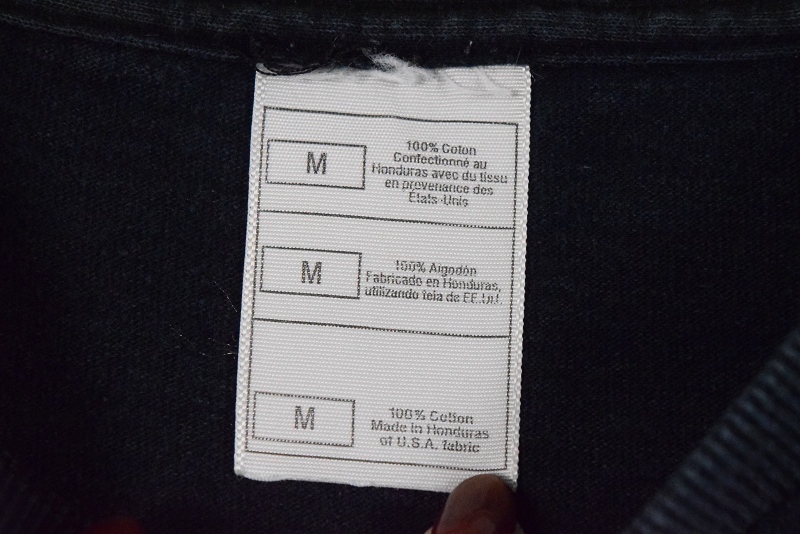 M
100% Coton
Confectionné au
Honduras avec du tissu
en provenance des
États-Unis
M
100% Algodón
Fabricado en Honduras,
utilizando tela de EE.UU.
M
100% Cotton
Made in Honduras
of U.S.A. fabric